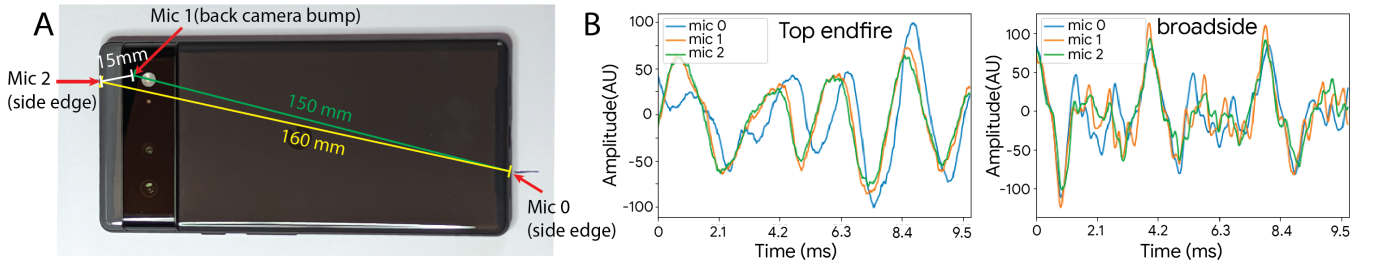 A
Mic 1(back camera bump)
15mm
Mic 2
(side edge)
150 mm
160 mm
Mic 0
(side edge)
B
Top endfire
mic 0
mic 1
mic 2
Amplitude(AU)
100
50
0
-50
-100
0 2.1 4.2 6.3 8.4 9.5
Time (ms)
broadside
mic 0
mic 1
mic 2
Amplitude(AU)
100
50
0
-50
-100
0 2.1 4.2 6.3 8.4 9.5
Time (ms)